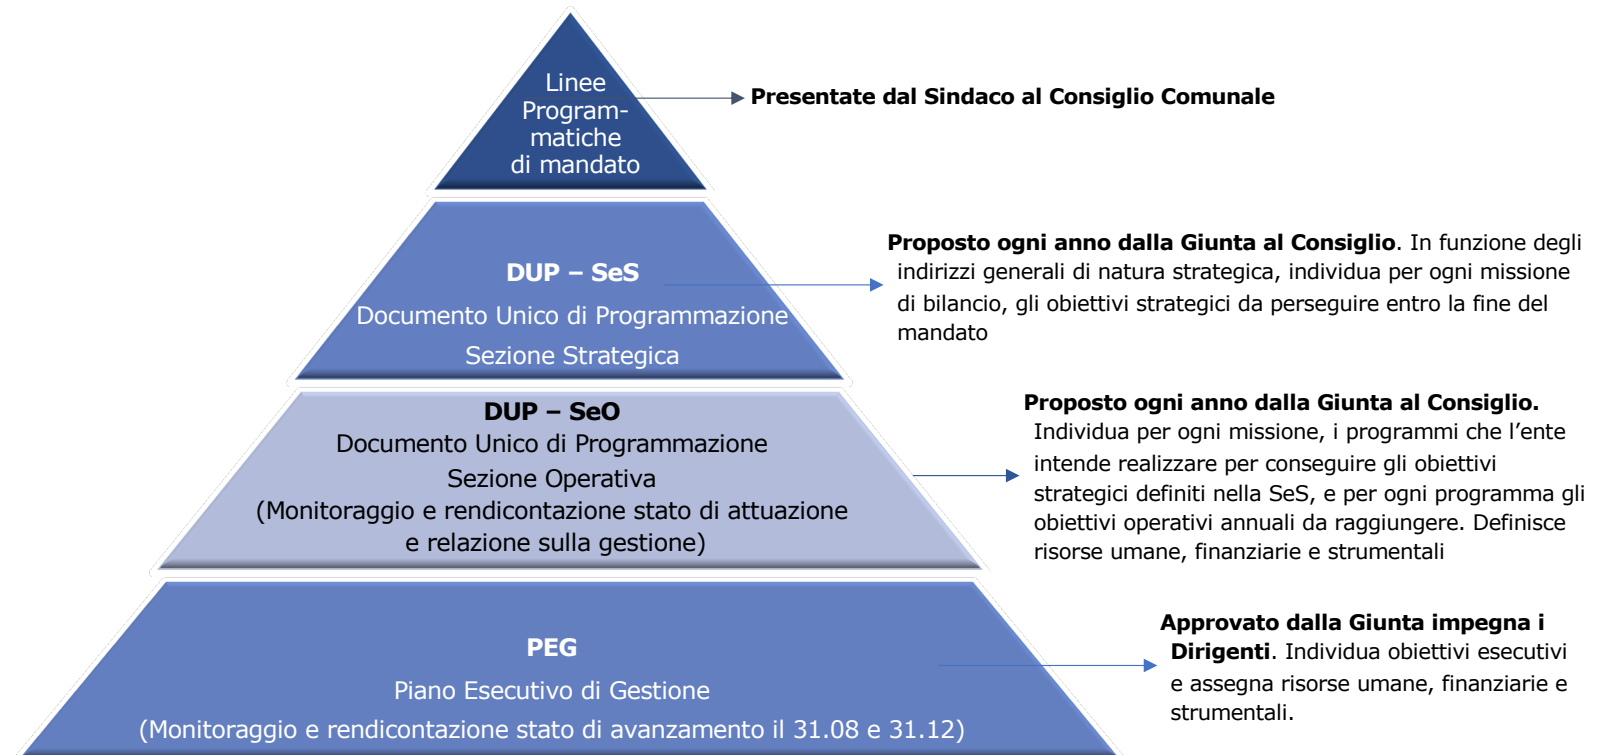 Linee
Program-
matiche
di mandato
Presentate dal Sindaco al Consiglio Comunale
DUP – SeS
Documento Unico di Programmazione
Sezione Strategica
Proposto ogni anno dalla Giunta al Consiglio. In funzione degli
indirizzi generali di natura strategica, individua per ogni missione
di bilancio, gli obiettivi strategici da perseguire entro la fine del
mandato
DUP – SeO
Documento Unico di Programmazione
Sezione Operativa
(Monitoraggio e rendicontazione stato di attuazione
e relazione sulla gestione)
Proposto ogni anno dalla Giunta al Consiglio.
Individua per ogni missione, i programmi che l’ente
intende realizzare per conseguire gli obiettivi
strategici definiti nella SeS, e per ogni programma gli
obiettivi operativi annuali da raggiungere. Definisce
risorse umane, finanziarie e strumentali
PEG
Piano Esecutivo di Gestione
(Monitoraggio e rendicontazione stato di avanzamento il 31.08 e 31.12)
Approvato dalla Giunta impegna i
Dirigenti. Individua obiettivi esecutivi
e assegna risorse umane, finanziarie e
strumentali.